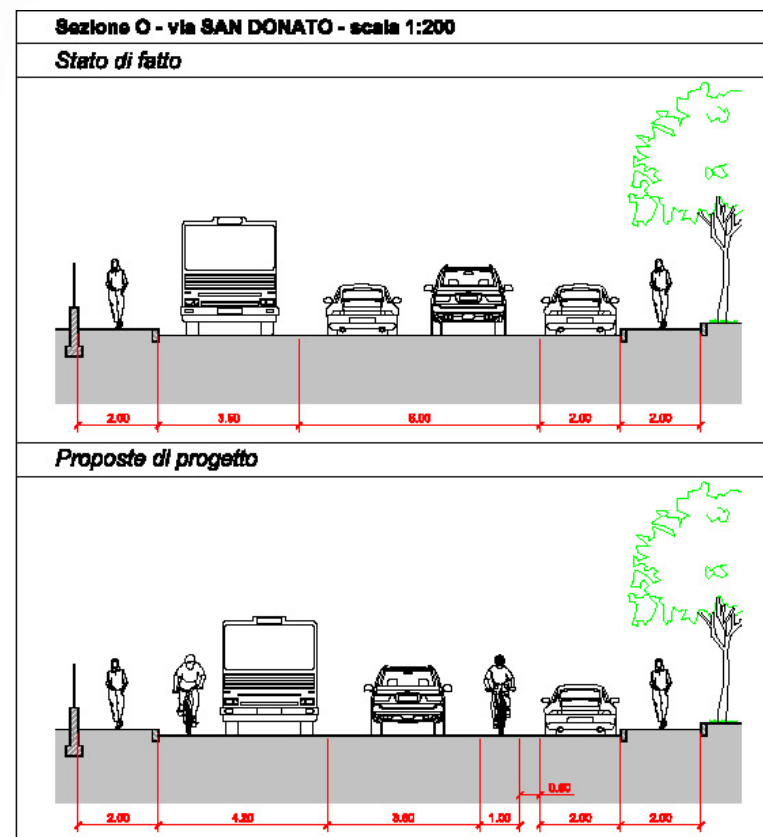 Sezione O - via SAN DONATO - scala 1:200
Stato di fatto
2.00 3.50 6.00 2.00 2.00
Proposte di progetto
0.50
2.00 4.20 3.80 1.00 2.00 2.00